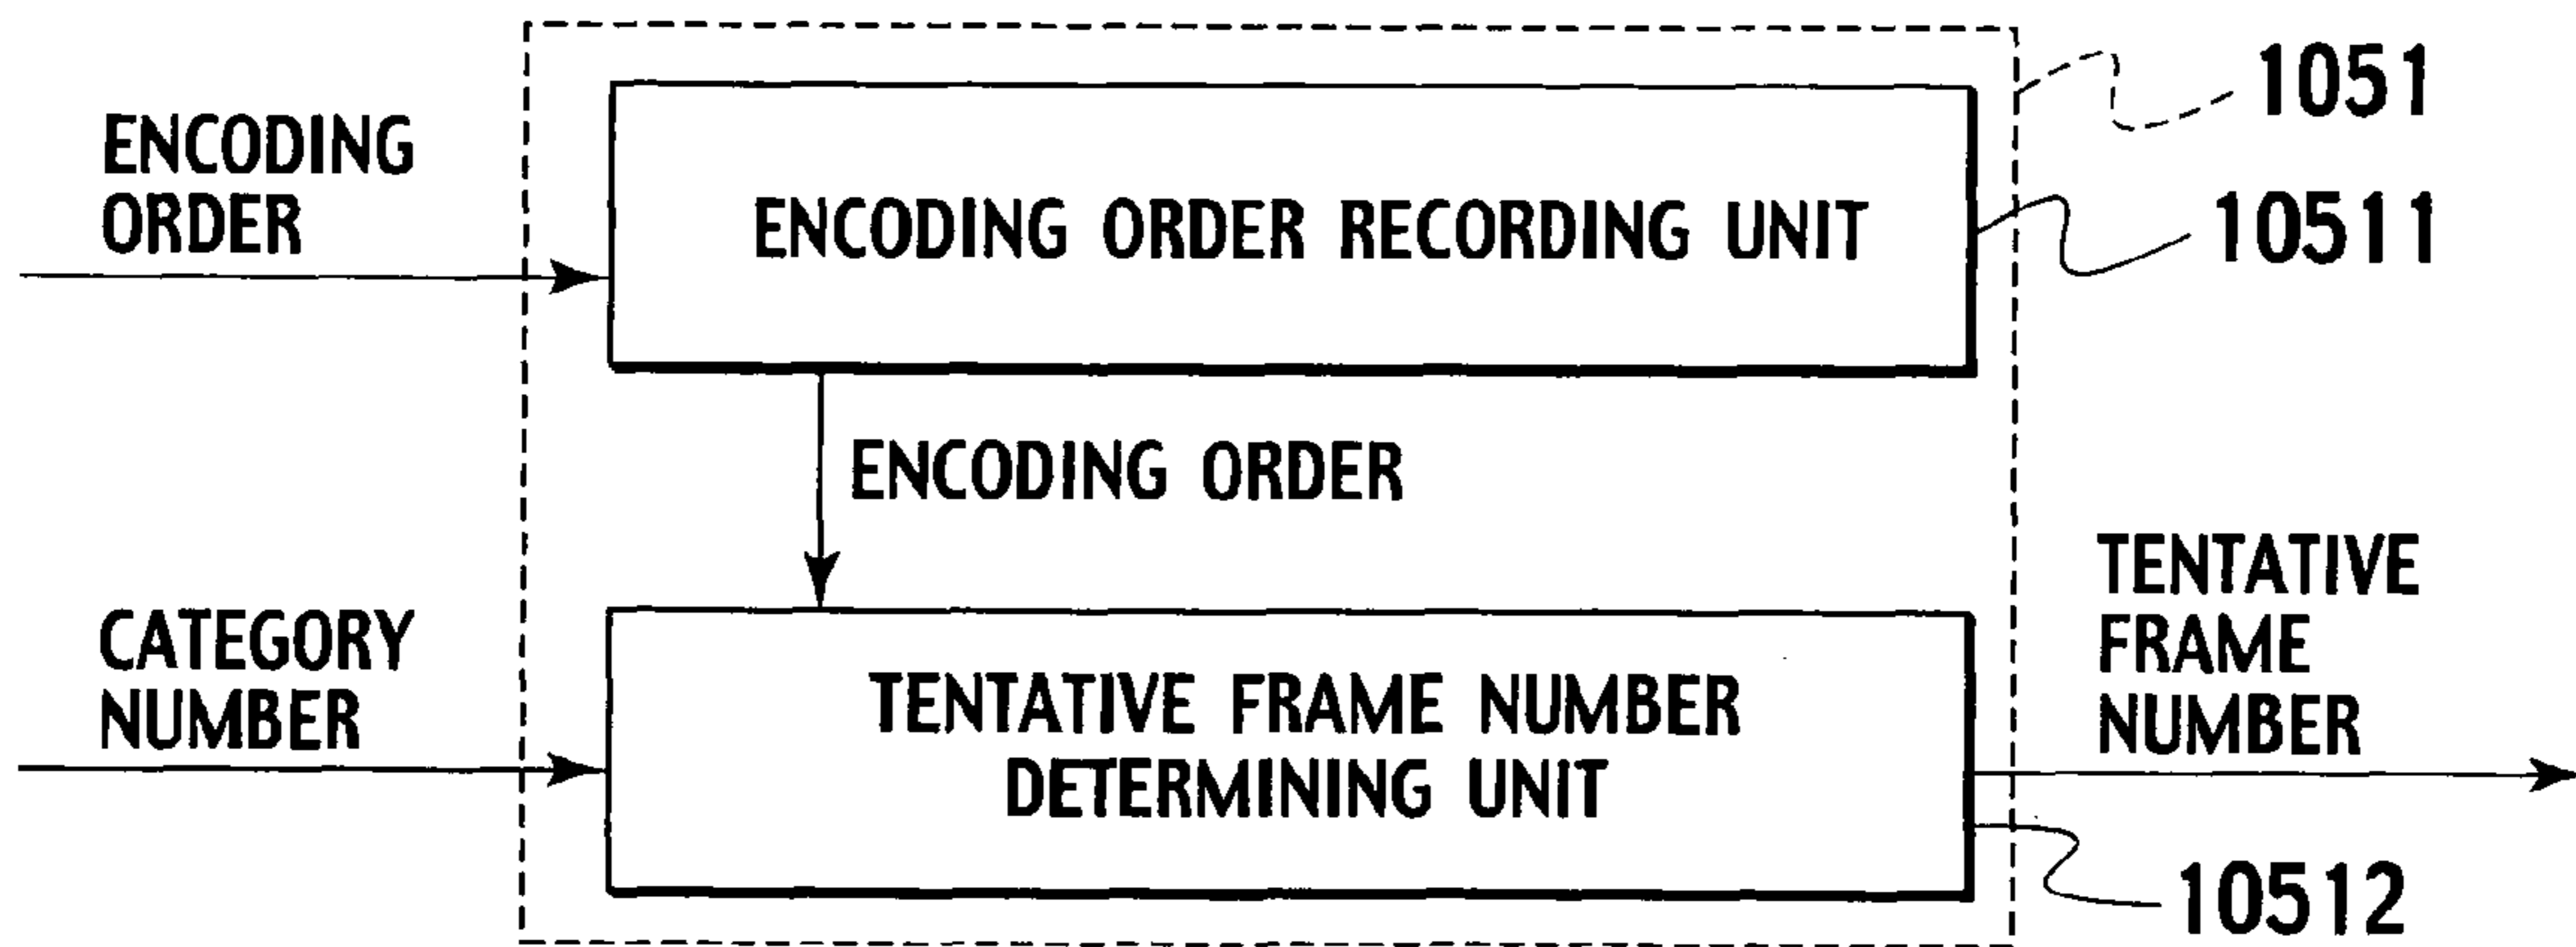 1051
ENCODING
ORDER
ENCODING ORDER RECORDING UNIT
10511
ENCODING ORDER
CATEGORY
NUMBER
TENTATIVE FRAME NUMBER
DETERMINING UNIT
TENTATIVE
FRAME
NUMBER
10512